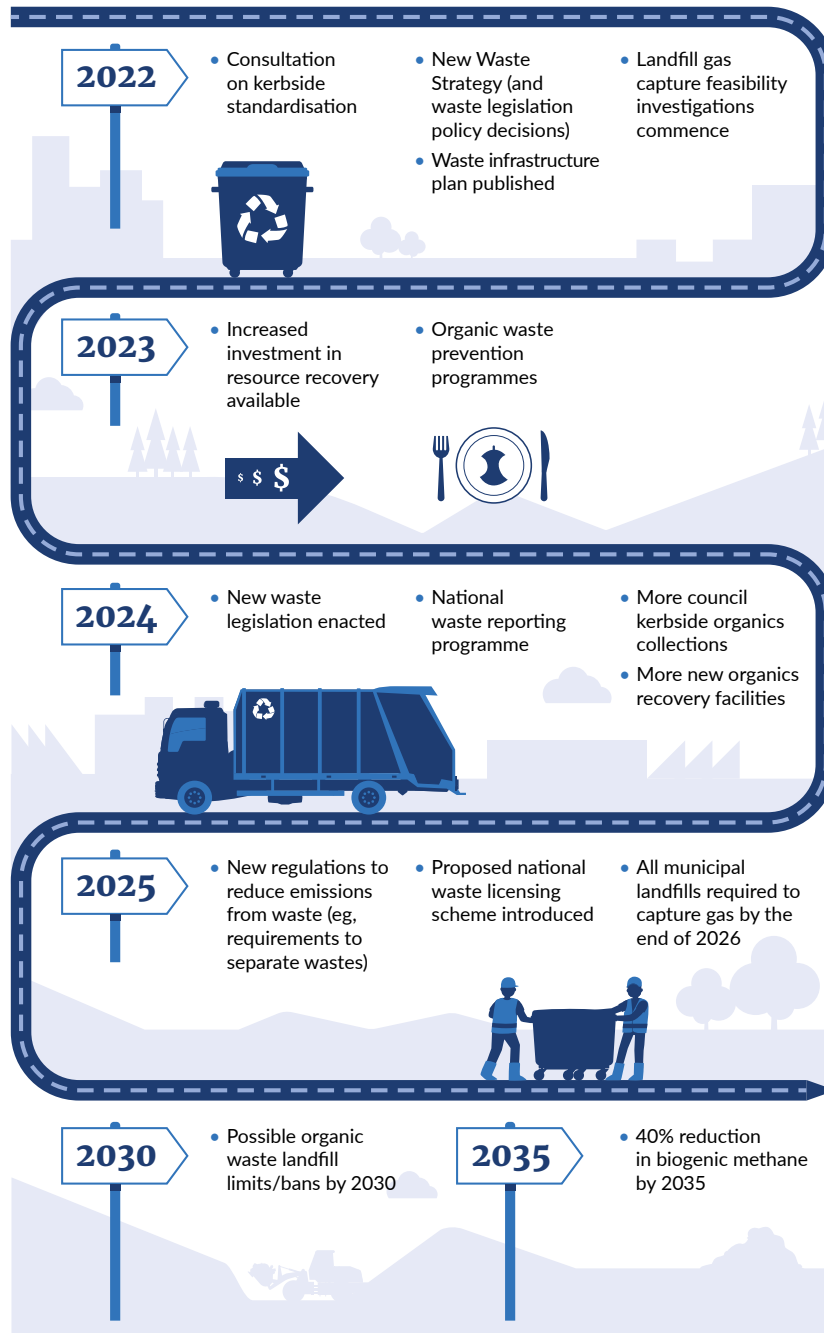 2022
• Consultation
on kerbside
standardisation
• New Waste
Strategy (and
waste legislation
policy decisions)
• Waste infrastructure
plan published
• Landfill gas
capture feasibility
investigations
commence
2023
• Increased
investment in
resource recovery
available
• Organic waste
prevention
programmes
$ $ $
2024
• New waste
legislation enacted
• National
waste reporting
programme
• More council
kerbside organics
collections
• More new organics
recovery facilities
2025
• New regulations to
reduce emissions
from waste (eg,
requirements to
separate wastes)
• Proposed national
waste licensing
scheme introduced
• All municipal
landfills required to
capture gas by the
end of 2026
2030
• Possible organic
waste landfill
limits/bans by 2030
2035
• 40% reduction
in biogenic methane
by 2035